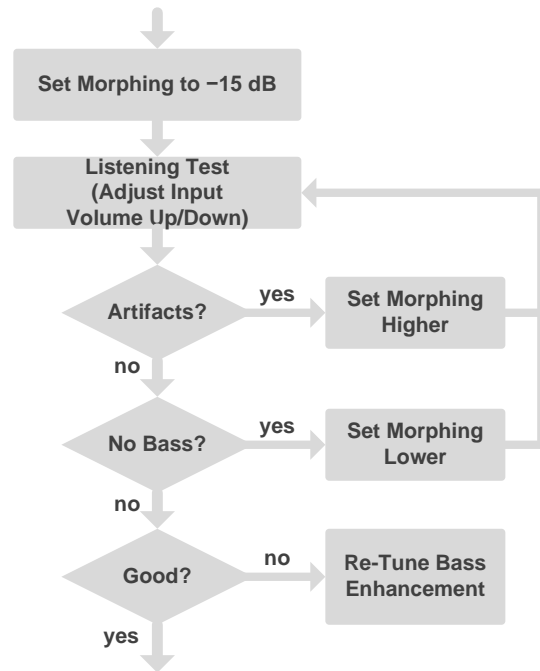 Set Morphing to −15 dB
Listening Test
(Adjust Input
Volume Up/Down)
Artifacts?
yes
Set Morphing
Higher
no
No Bass?
yes
Set Morphing
Lower
no
Good?
no
Re-Tune Bass
Enhancement
yes